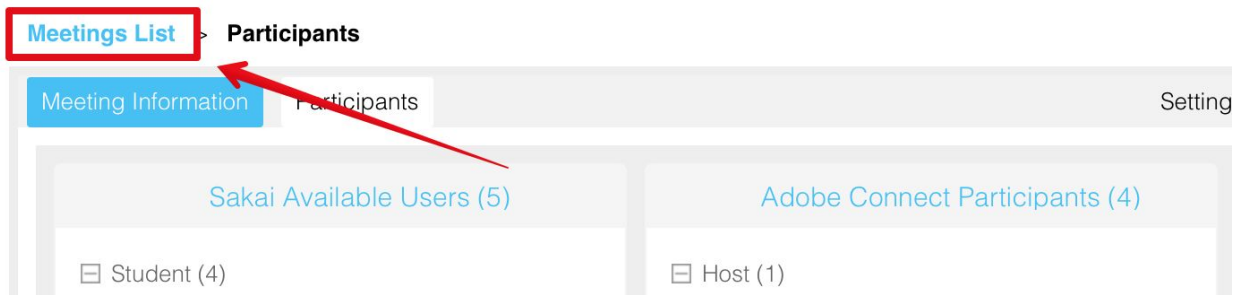 Meetings List > Participants
Meeting Information Participants Setting
Sakai Available Users (5) Adobe Connect Participants (4)
Student (4) Host (1)